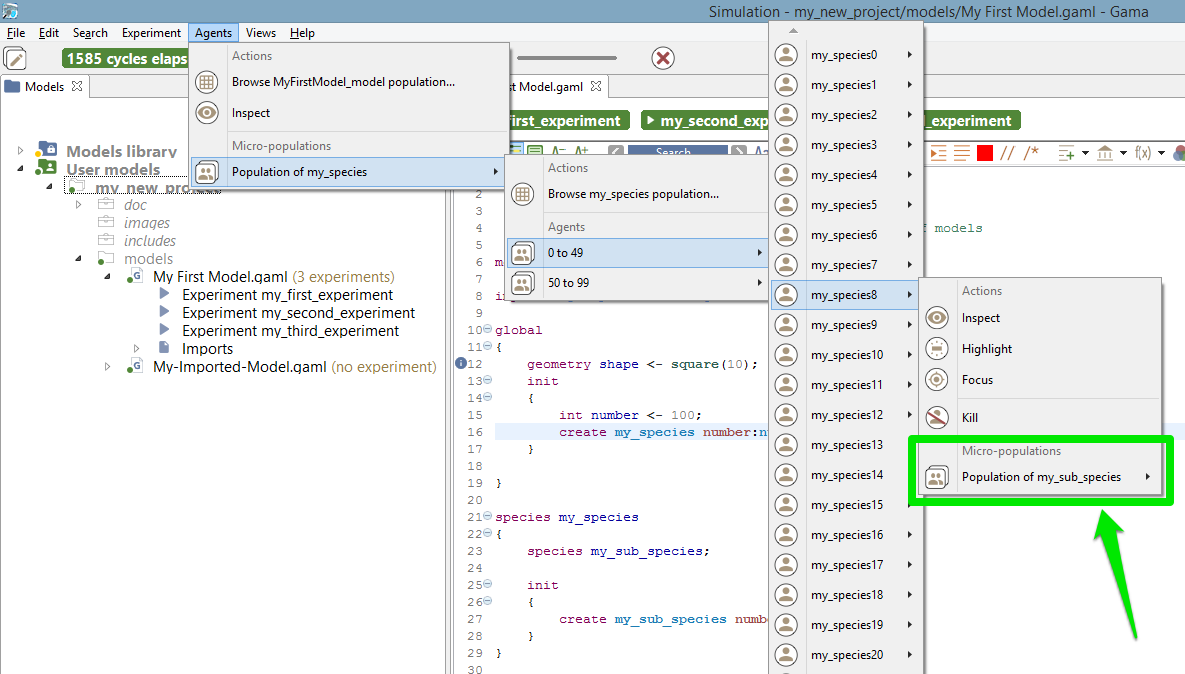 Simulation - my_new_project/models/My First Model.gaml - Gama
File Edit Search Experiment Agents Views Help
1585 cycles elaps
Models
st Model.gaml
Actions
Browse MyFirstModel_model population...
Inspect
Micro-populations
Population of my_species
Actions
Browse my_species population...
Agents
0 to 49
50 to 99
my_species0
my_species1
my_species2
my_species3
my_species4
my_species5
my_species6
my_species7
my_species8
my_species9
my_species10
my_species11
my_species12
my_species13
my_species14
my_species15
my_species16
my_species17
my_species18
my_species19
my_species20
Actions
Inspect
Highlight
Focus
Kill
Micro-populations
Population of my_sub_species
first_experiment
my_second_exp
_experiment
Search
Models library
User models
my_new_project
doc
images
includes
models
My First Model.gaml (3 experiments)
Experiment my_first_experiment
Experiment my_second_experiment
Experiment my_third_experiment
Imports
My-Imported-Model.gaml (no experiment)
2
3
4
5 models
6 m
7
8 im
9
10 global
11 {
12 geometry shape <- square(10);
13 init
14 {
15 int number <- 100;
16 create my_species number:n
17 }
18
19 }
20
21 species my_species
22 {
23 species my_sub_species;
24
25 init
26 {
27 create my_sub_species numb
28 }
29 }
30